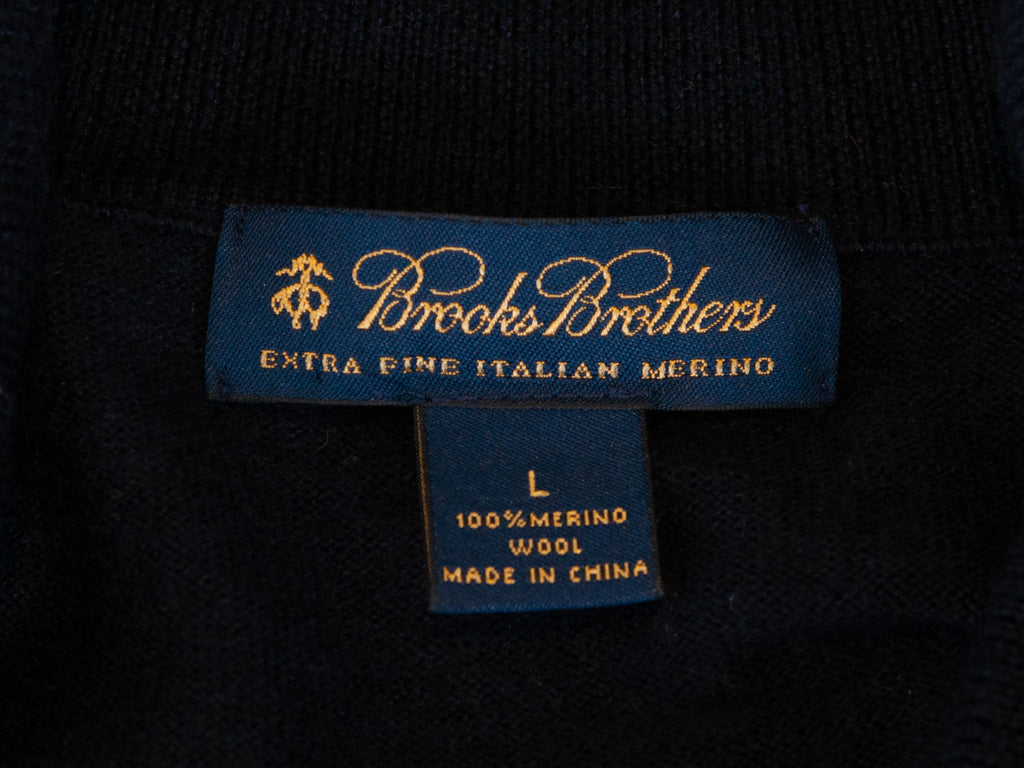 Brooks Brothers
EXTRA FINE ITALIAN MERINO
L
100% MERINO
WOOL
MADE IN CHINA